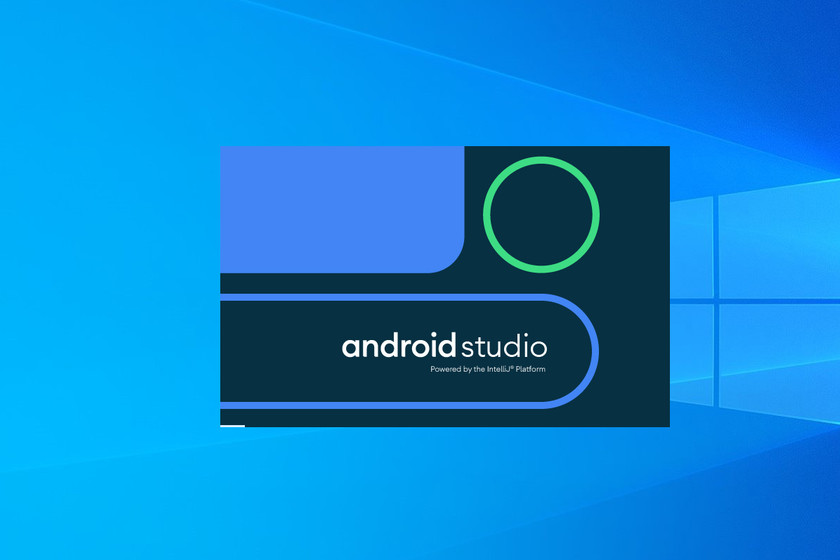 android studio
Powered by the IntelliJ® Platform